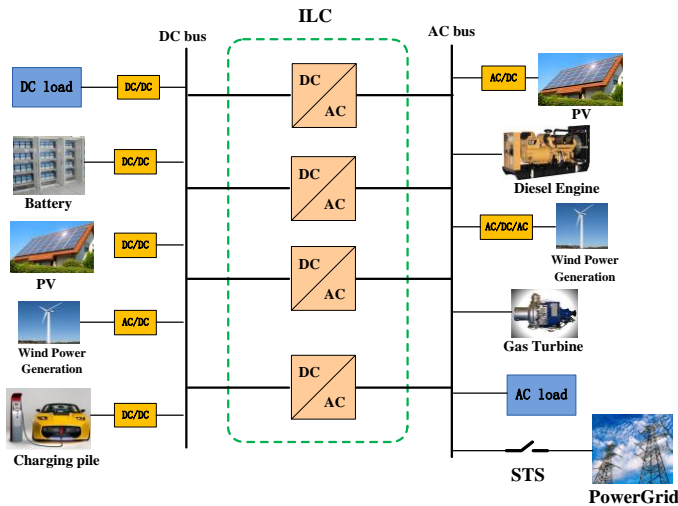 ILC
DC bus
AC bus
DC load
DC/DC
Battery
DC/DC
PV
DC/DC
Wind Power
Generation
AC/DC
Charging pile
DC/DC
DC
AC
DC
AC
DC
AC
DC
AC
AC/DC
PV
Diesel Engine
AC/DC/AC
Wind Power
Generation
Gas Turbine
AC load
STS
PowerGrid